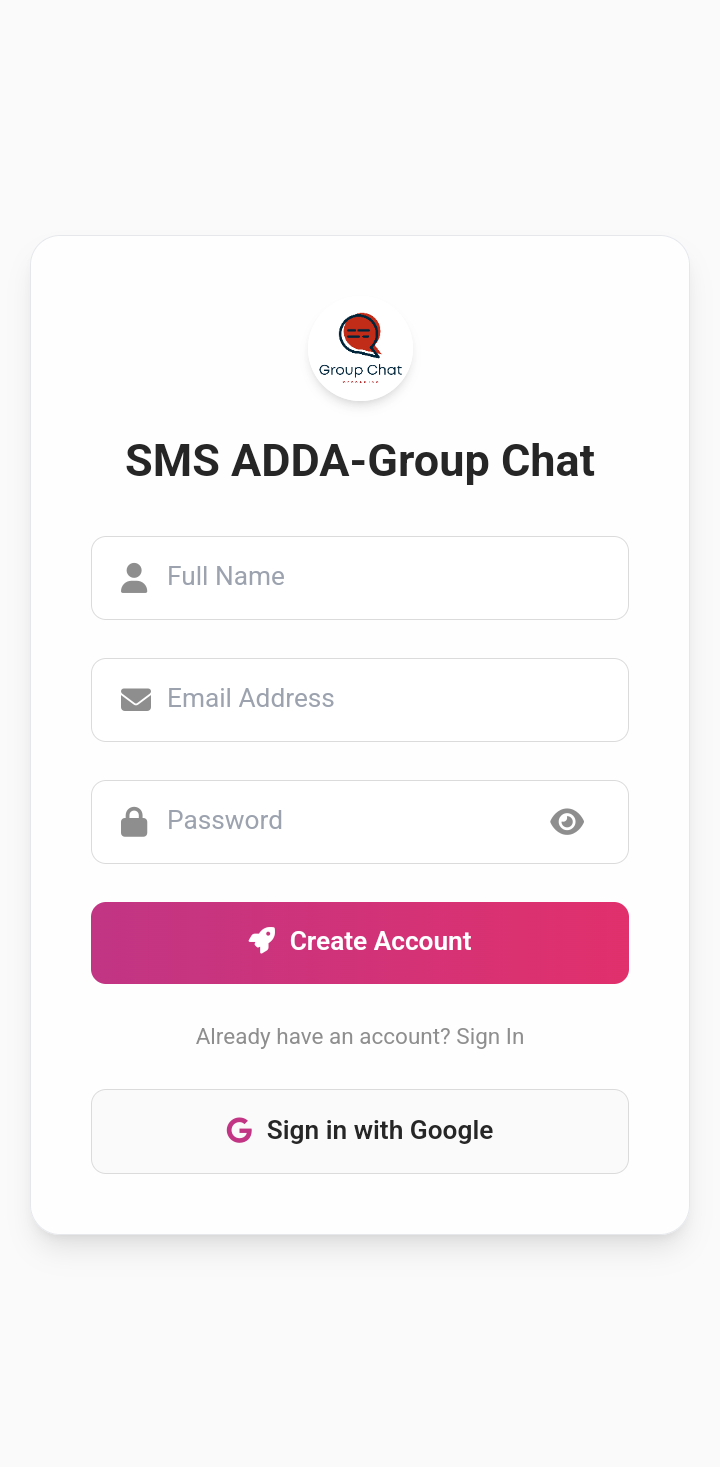 Group Chat
SMS ADDA-Group Chat
Full Name
Email Address
Password
Create Account
Already have an account? Sign In
Sign in with Google